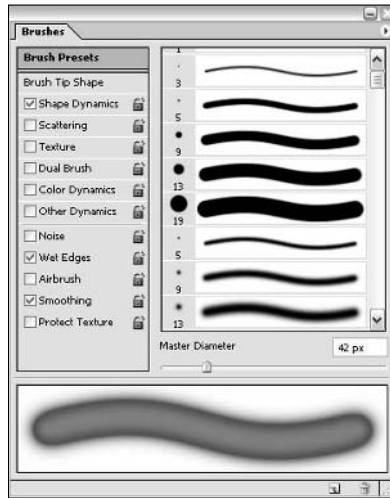 Brushes
Brush Presets
Brush Tip Shape
Shape Dynamics
Scattering
Texture
Dual Brush
Color Dynamics
Other Dynamics
Noise
Wet Edges
Airbrush
Smoothing
Protect Texture
3
5
9
13
19
5
9
13
Master Diameter
42 px